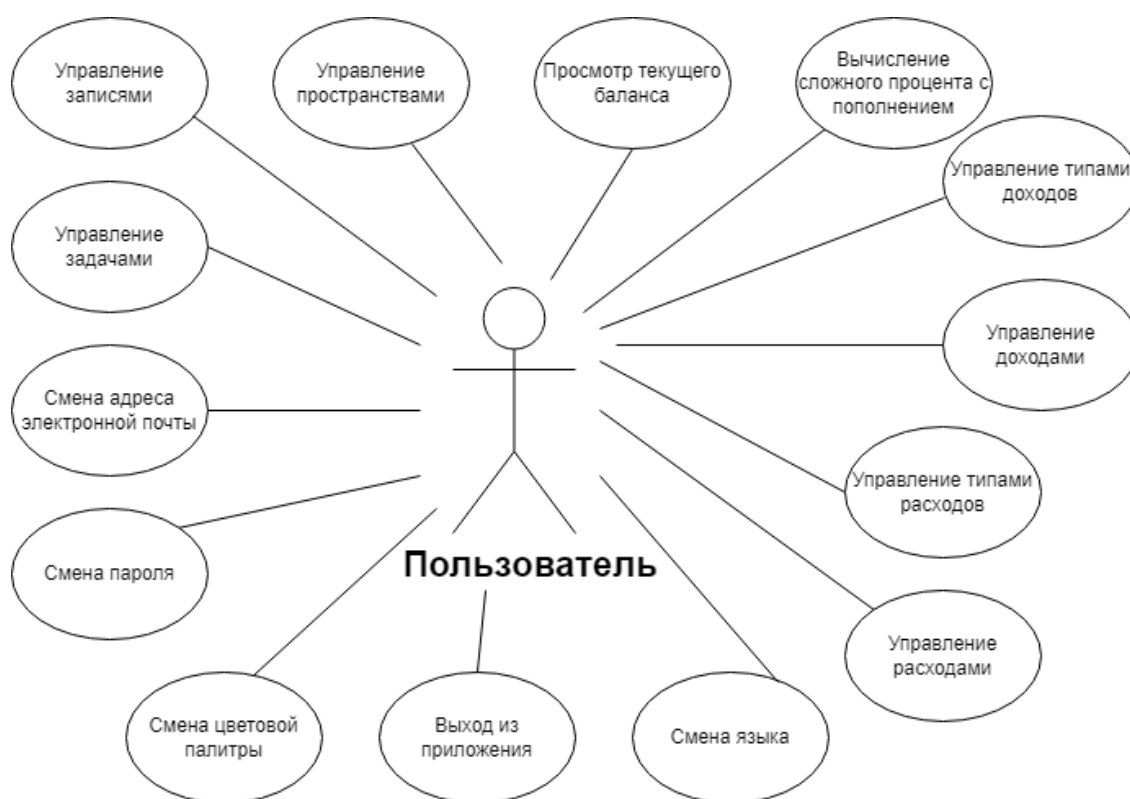 Управление
записями
Управление
пространствами
Просмотр текущего
баланса
Вычисление
сложного процента с
пополнением
Управление типами
доходов
Управление
задачами
Управление
доходами
Смена адреса
электронной почты
Управление типами
расходов
Смена пароля
Пользователь
Управление
расходами
Смена цветовой
палитры
Выход из
приложения
Смена языка